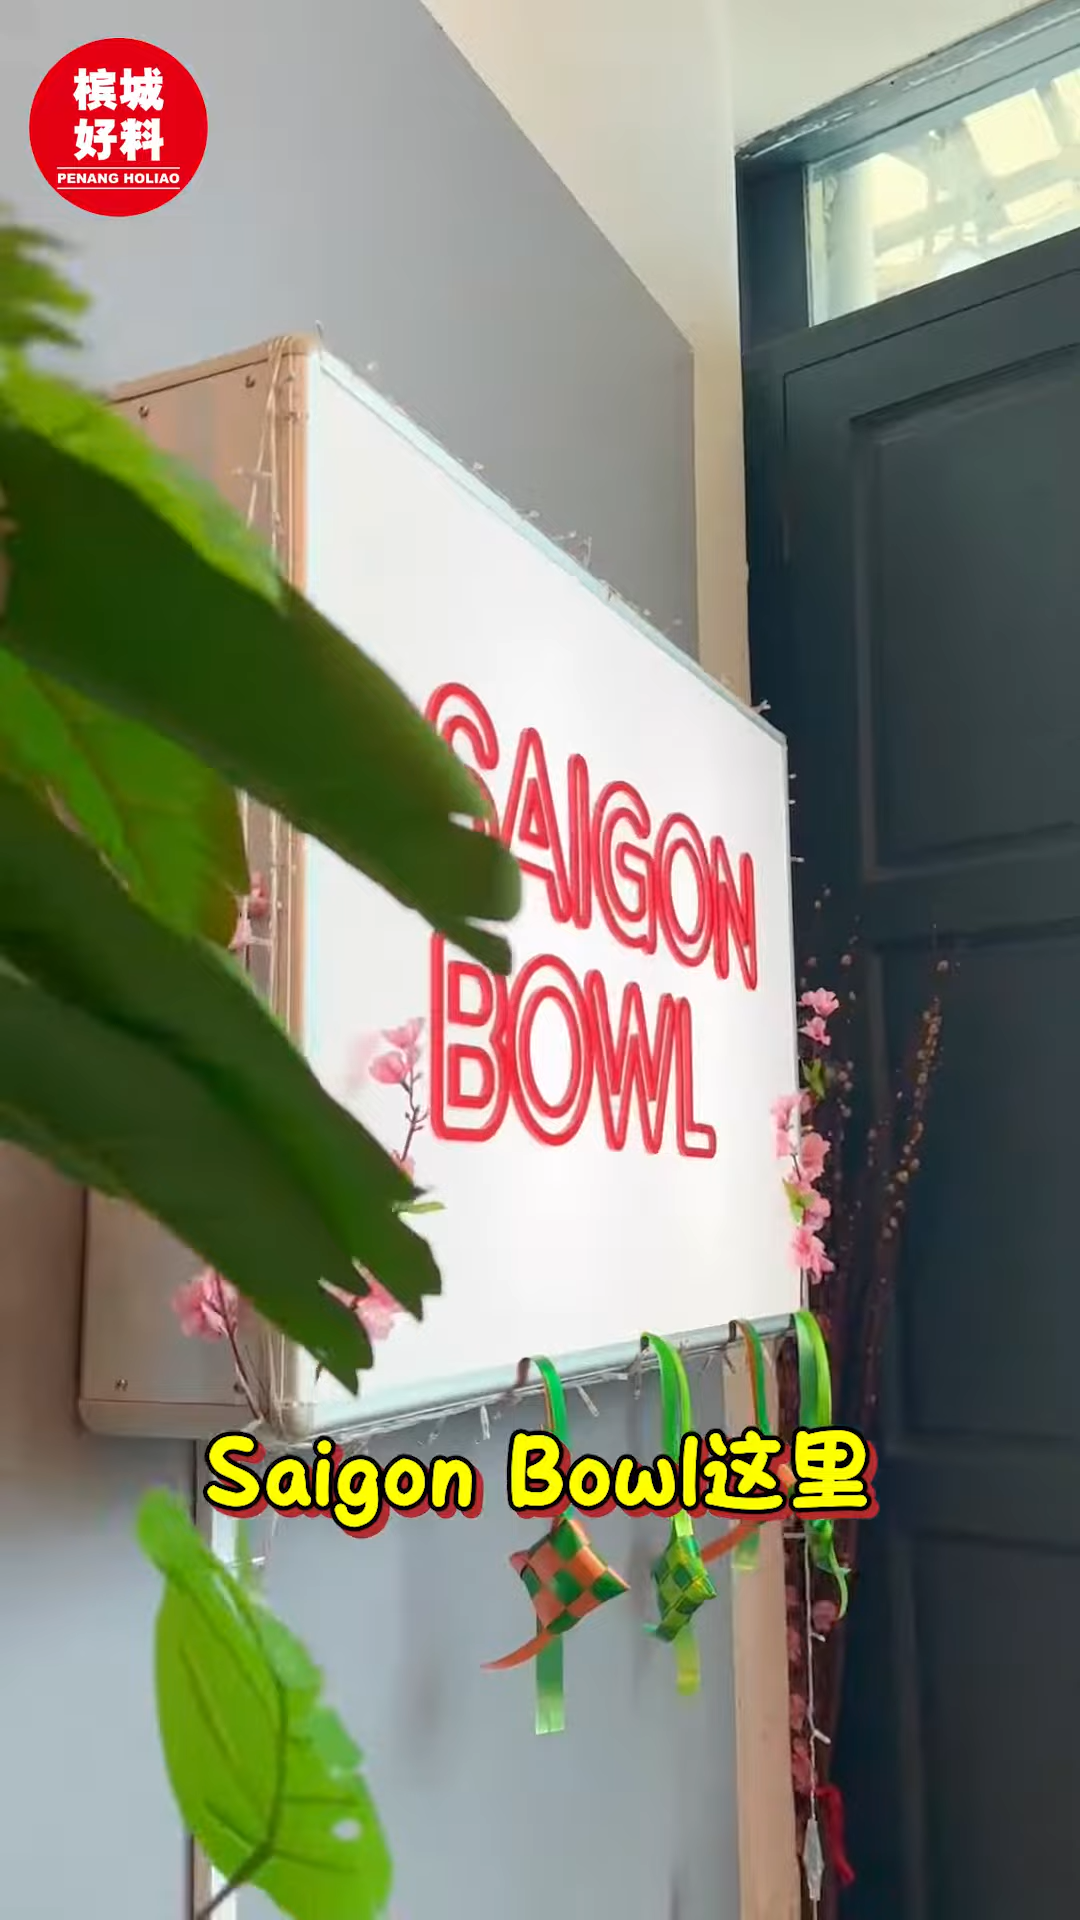 槟城
好料
PENANG HOLIAO
SAIGON
BOWL
Saigon Bowl这里